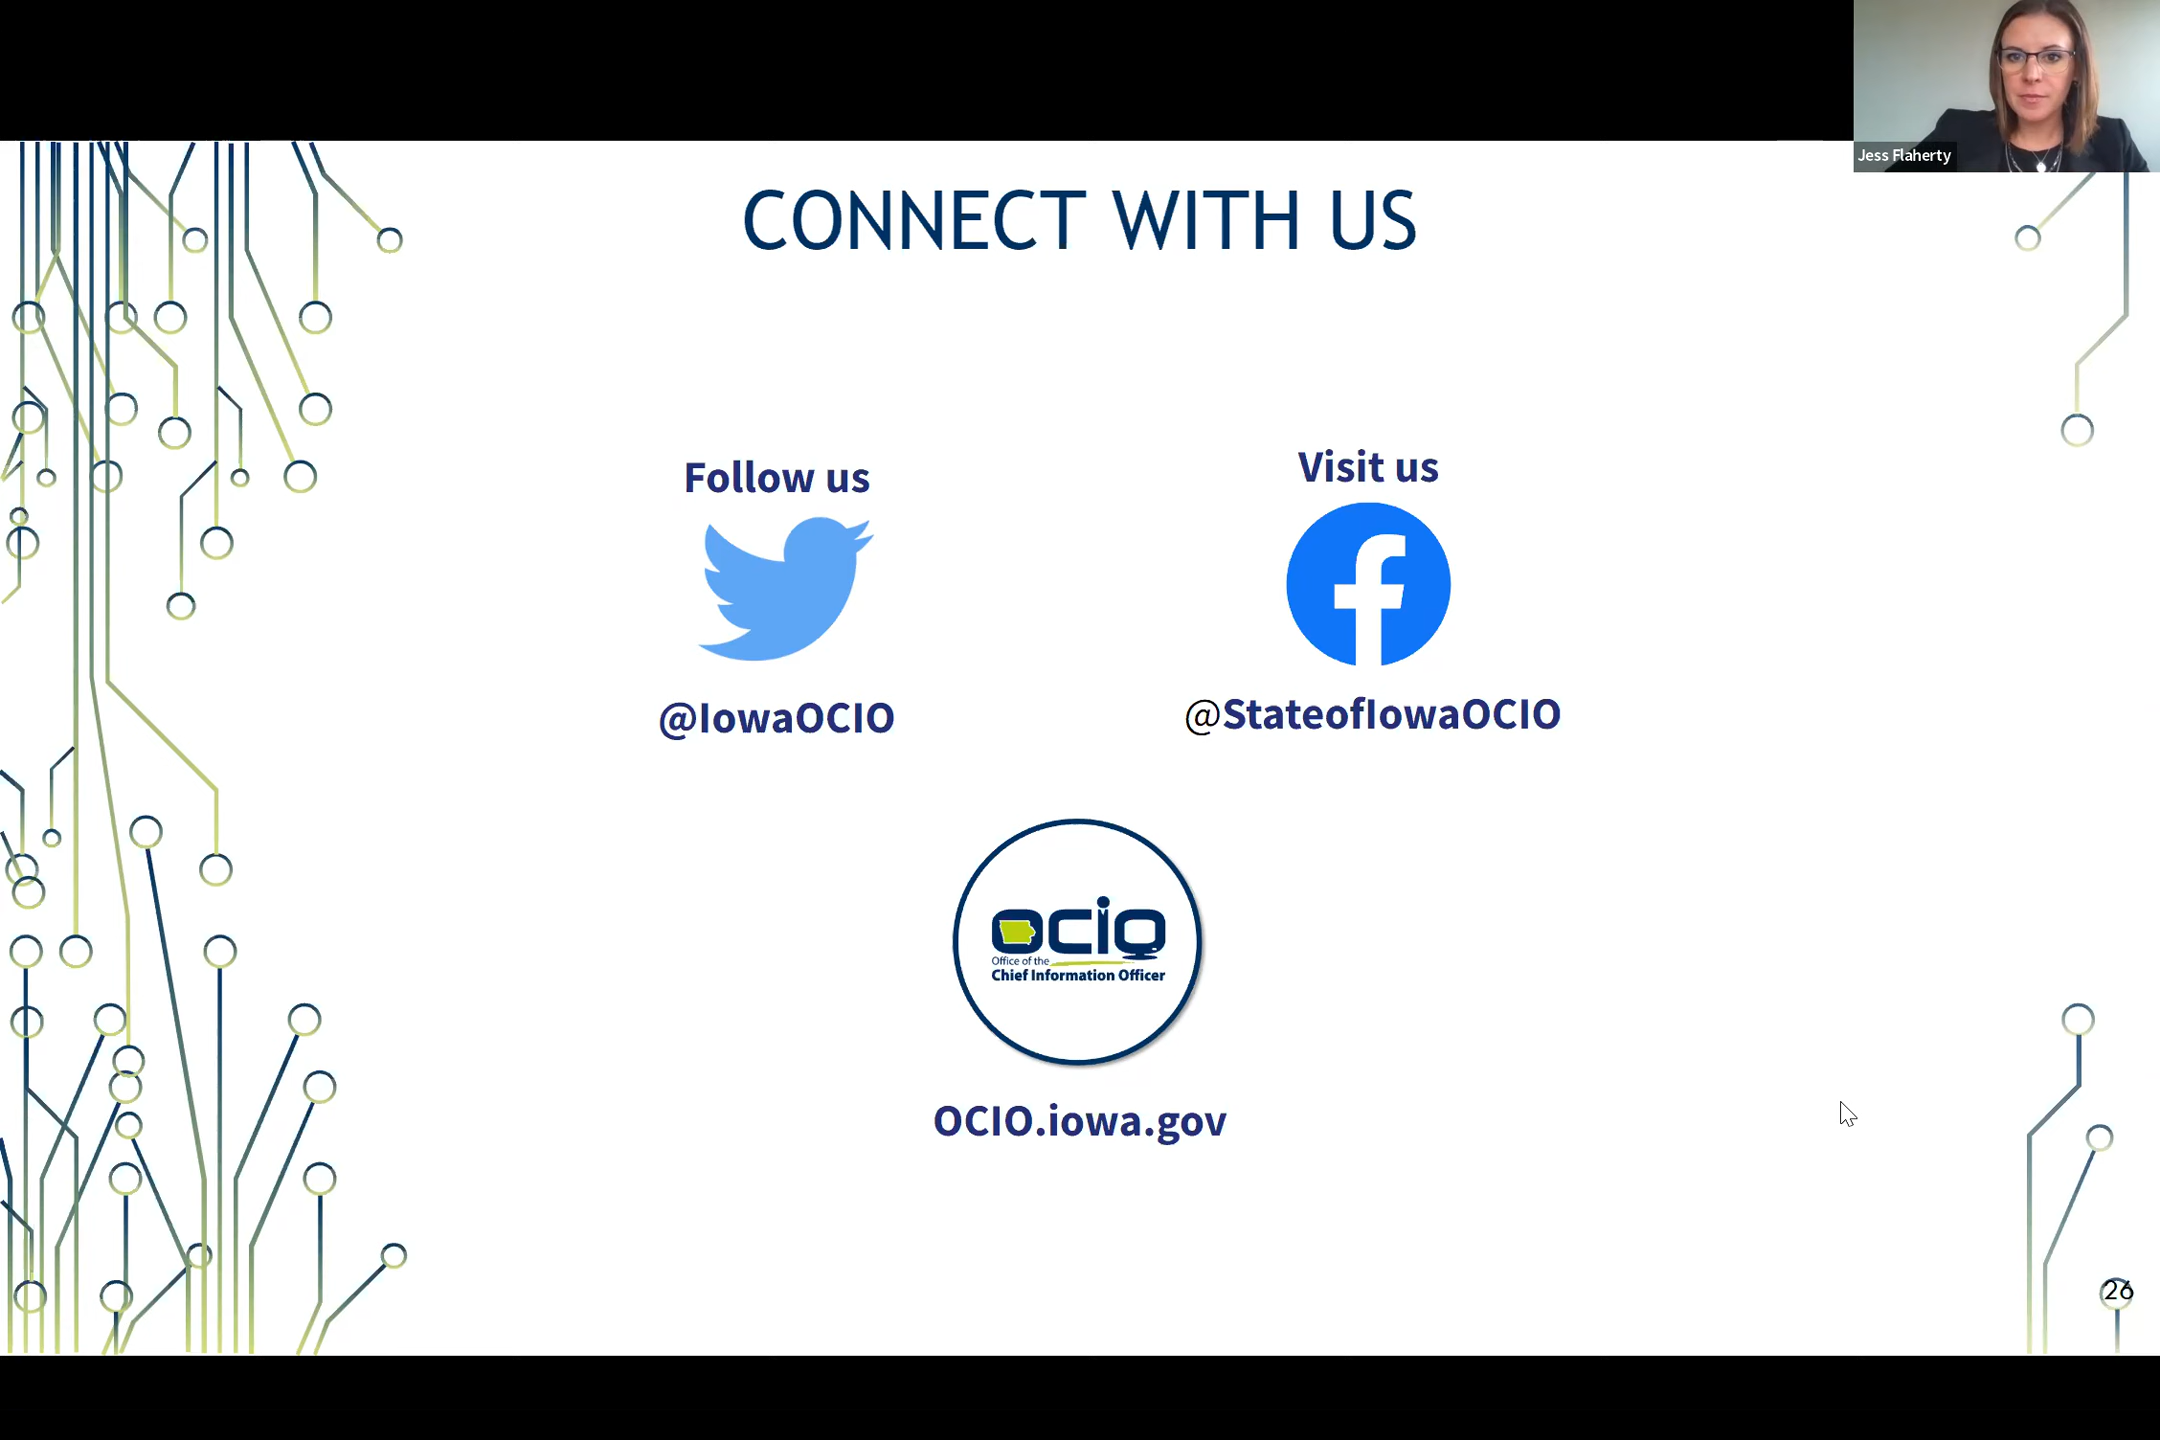 Jess Flaherty
CONNECT WITH US
Follow us
Visit us
@IowaOCIO
@StateofIowaOCIO
ocio
Office of the
Chief Information Officer
OCIO.iowa.gov
26